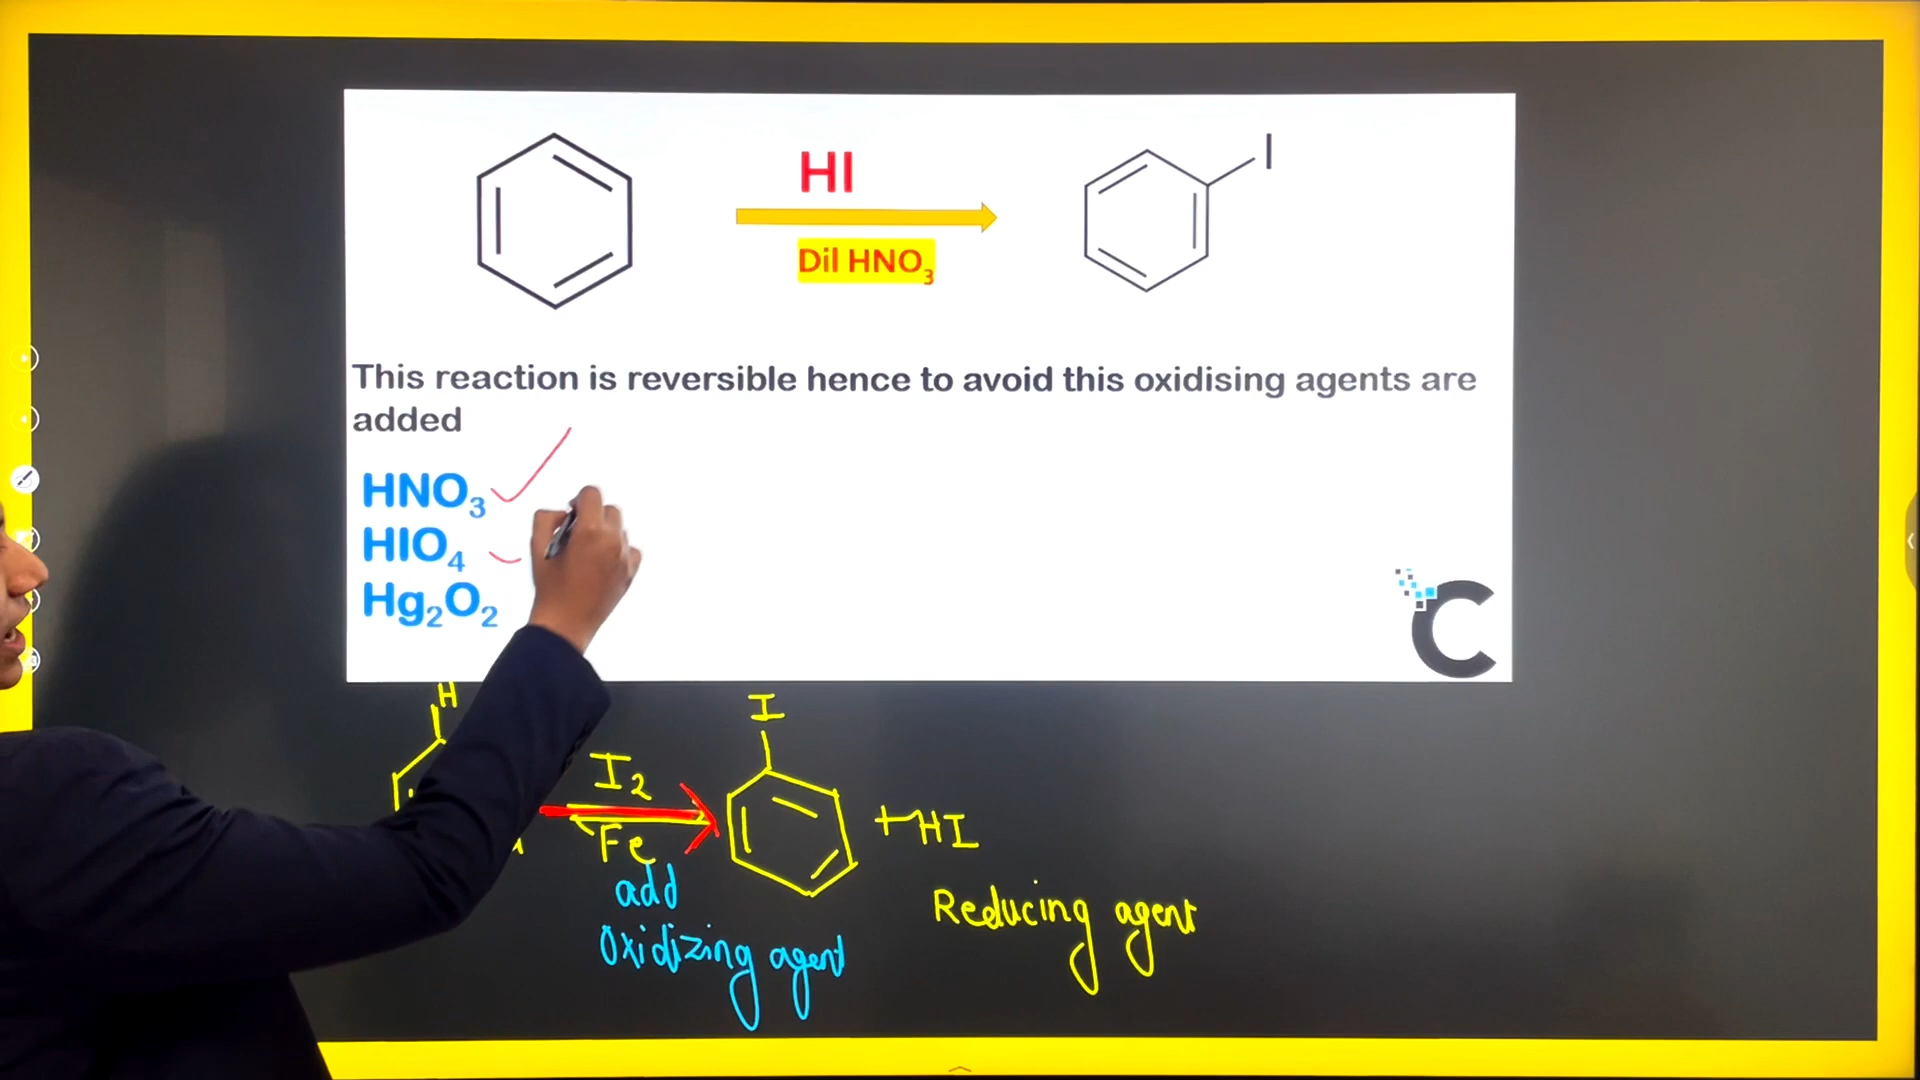 HI
I
Dil HNO₃
This reaction is reversible hence to avoid this oxidising agents are
added
HNO₃
HIO₄
Hg₂O₂
C
H
I
I₂
Fe
+HI
add
Oxidizing agent
Reducing agent